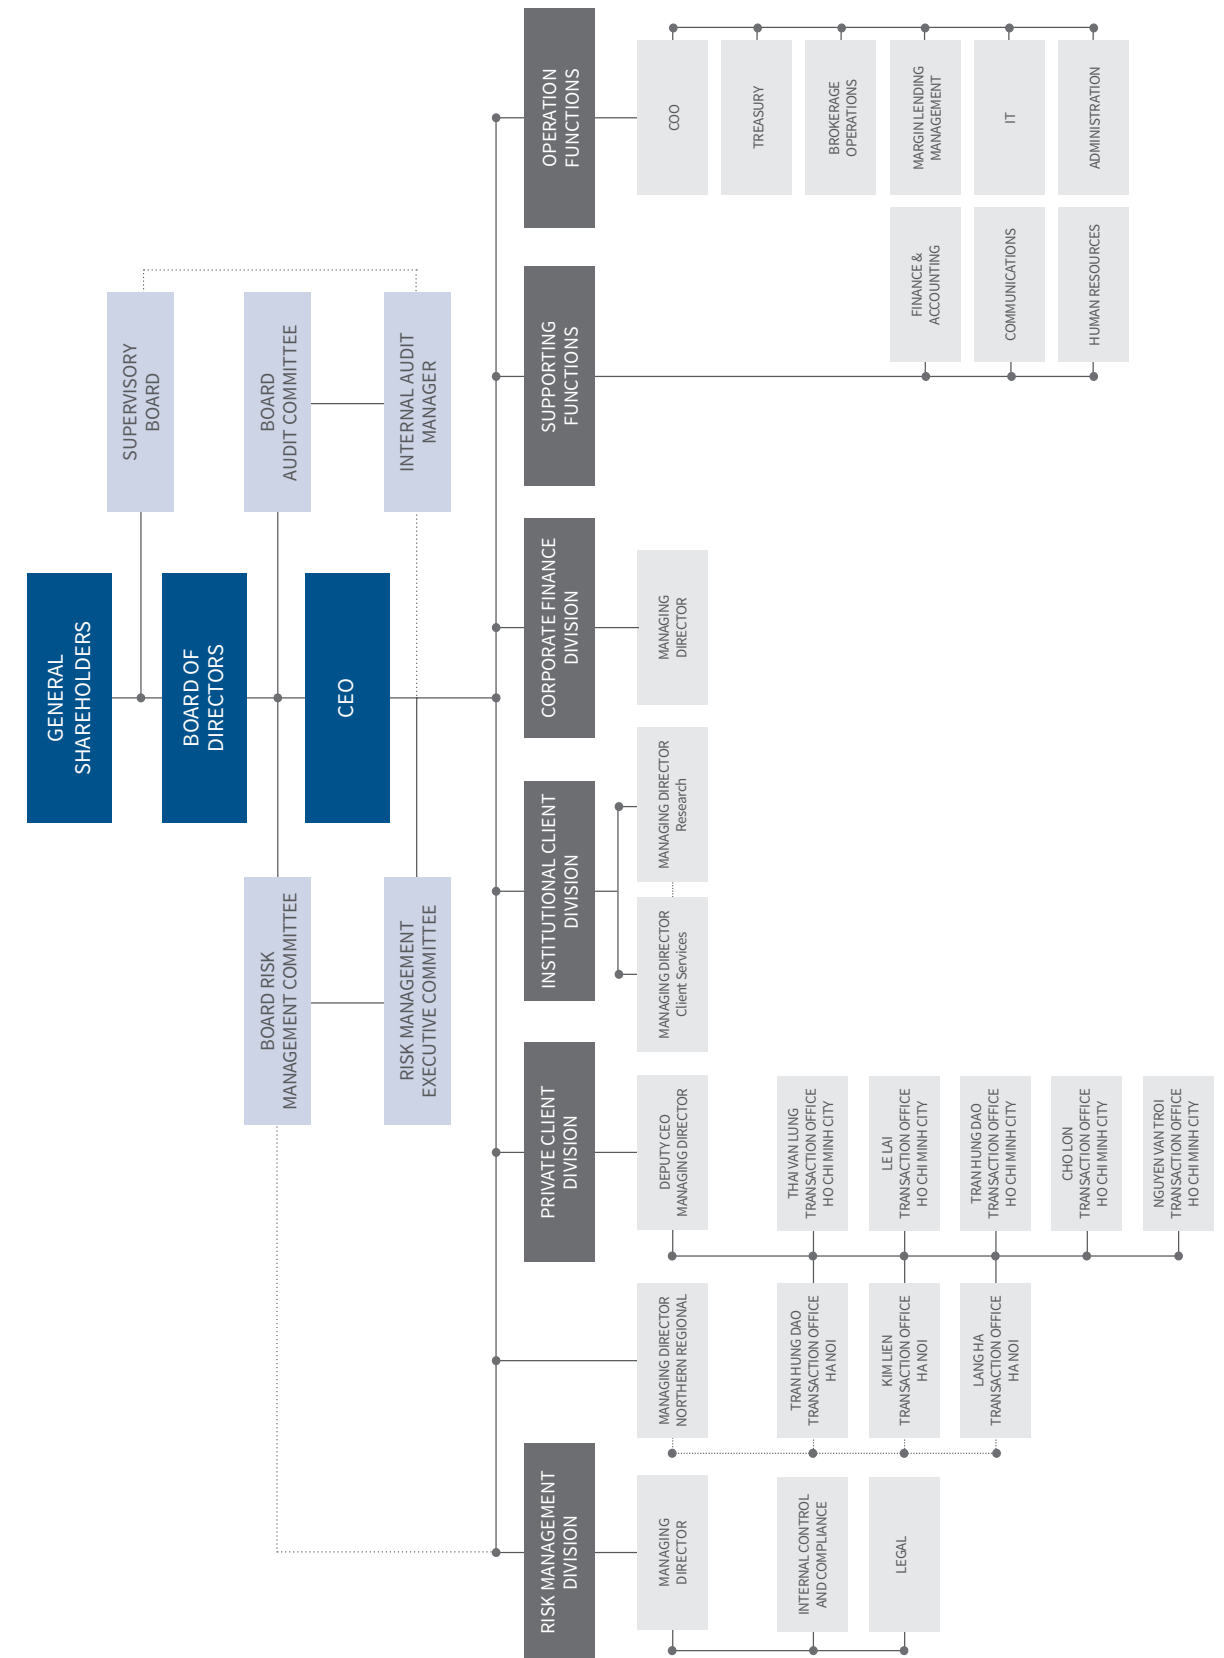 GENERAL
SHAREHOLDERS
SUPERVISORY
BOARD
BOARD OF
DIRECTORS
BOARD RISK
MANAGEMENT COMMITTEE
BOARD
AUDIT COMMITTEE
CEO
RISK MANAGEMENT
EXECUTIVE COMMITTEE
INTERNAL AUDIT
MANAGER
RISK MANAGEMENT
DIVISION
PRIVATE CLIENT
DIVISION
INSTITUTIONAL CLIENT
DIVISION
CORPORATE FINANCE
DIVISION
SUPPORTING
FUNCTIONS
OPERATION
FUNCTIONS
MANAGING
DIRECTOR
MANAGING DIRECTOR
NORTHERN REGIONAL
DEPUTY CEO
MANAGING DIRECTOR
MANAGING DIRECTOR
Client Services
MANAGING DIRECTOR
Research
MANAGING
DIRECTOR
COO
TREASURY
INTERNAL CONTROL
AND COMPLIANCE
TRAN HUNG DAO
TRANSACTION OFFICE
HA NOI
THAI VAN LUNG
TRANSACTION OFFICE
HO CHI MINH CITY
BROKERAGE
OPERATIONS
LEGAL
KIM LIEN
TRANSACTION OFFICE
HA NOI
LE LAI
TRANSACTION OFFICE
HO CHI MINH CITY
FINANCE &
ACCOUNTING
MARGIN LENDING
MANAGEMENT
LANG HA
TRANSACTION OFFICE
HA NOI
TRAN HUNG DAO
TRANSACTION OFFICE
HO CHI MINH CITY
COMMUNICATIONS
IT
CHO LON
TRANSACTION OFFICE
HO CHI MINH CITY
HUMAN RESOURCES
ADMINISTRATION
NGUYEN VAN TROI
TRANSACTION OFFICE
HO CHI MINH CITY